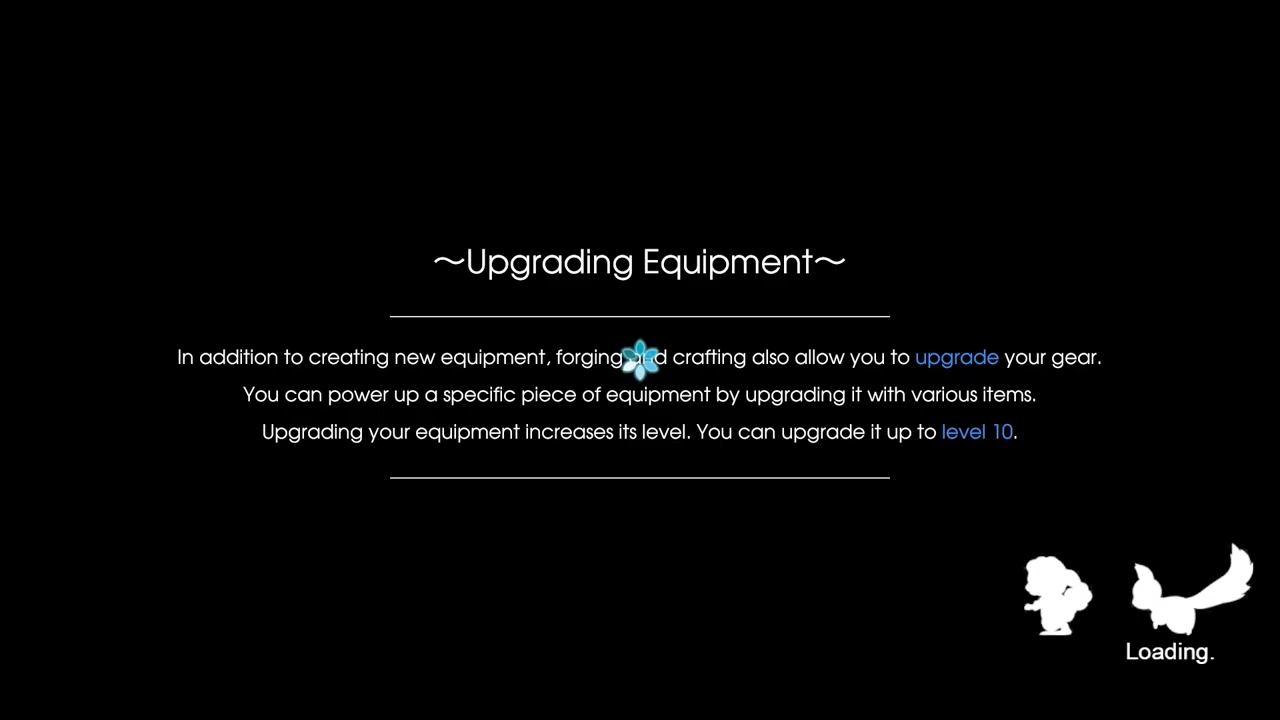 ～Upgrading Equipment～
In addition to creating new equipment, forging and crafting also allow you to upgrade your gear.
You can power up a specific piece of equipment by upgrading it with various items.
Upgrading your equipment increases its level. You can upgrade it up to level 10.
Loading.